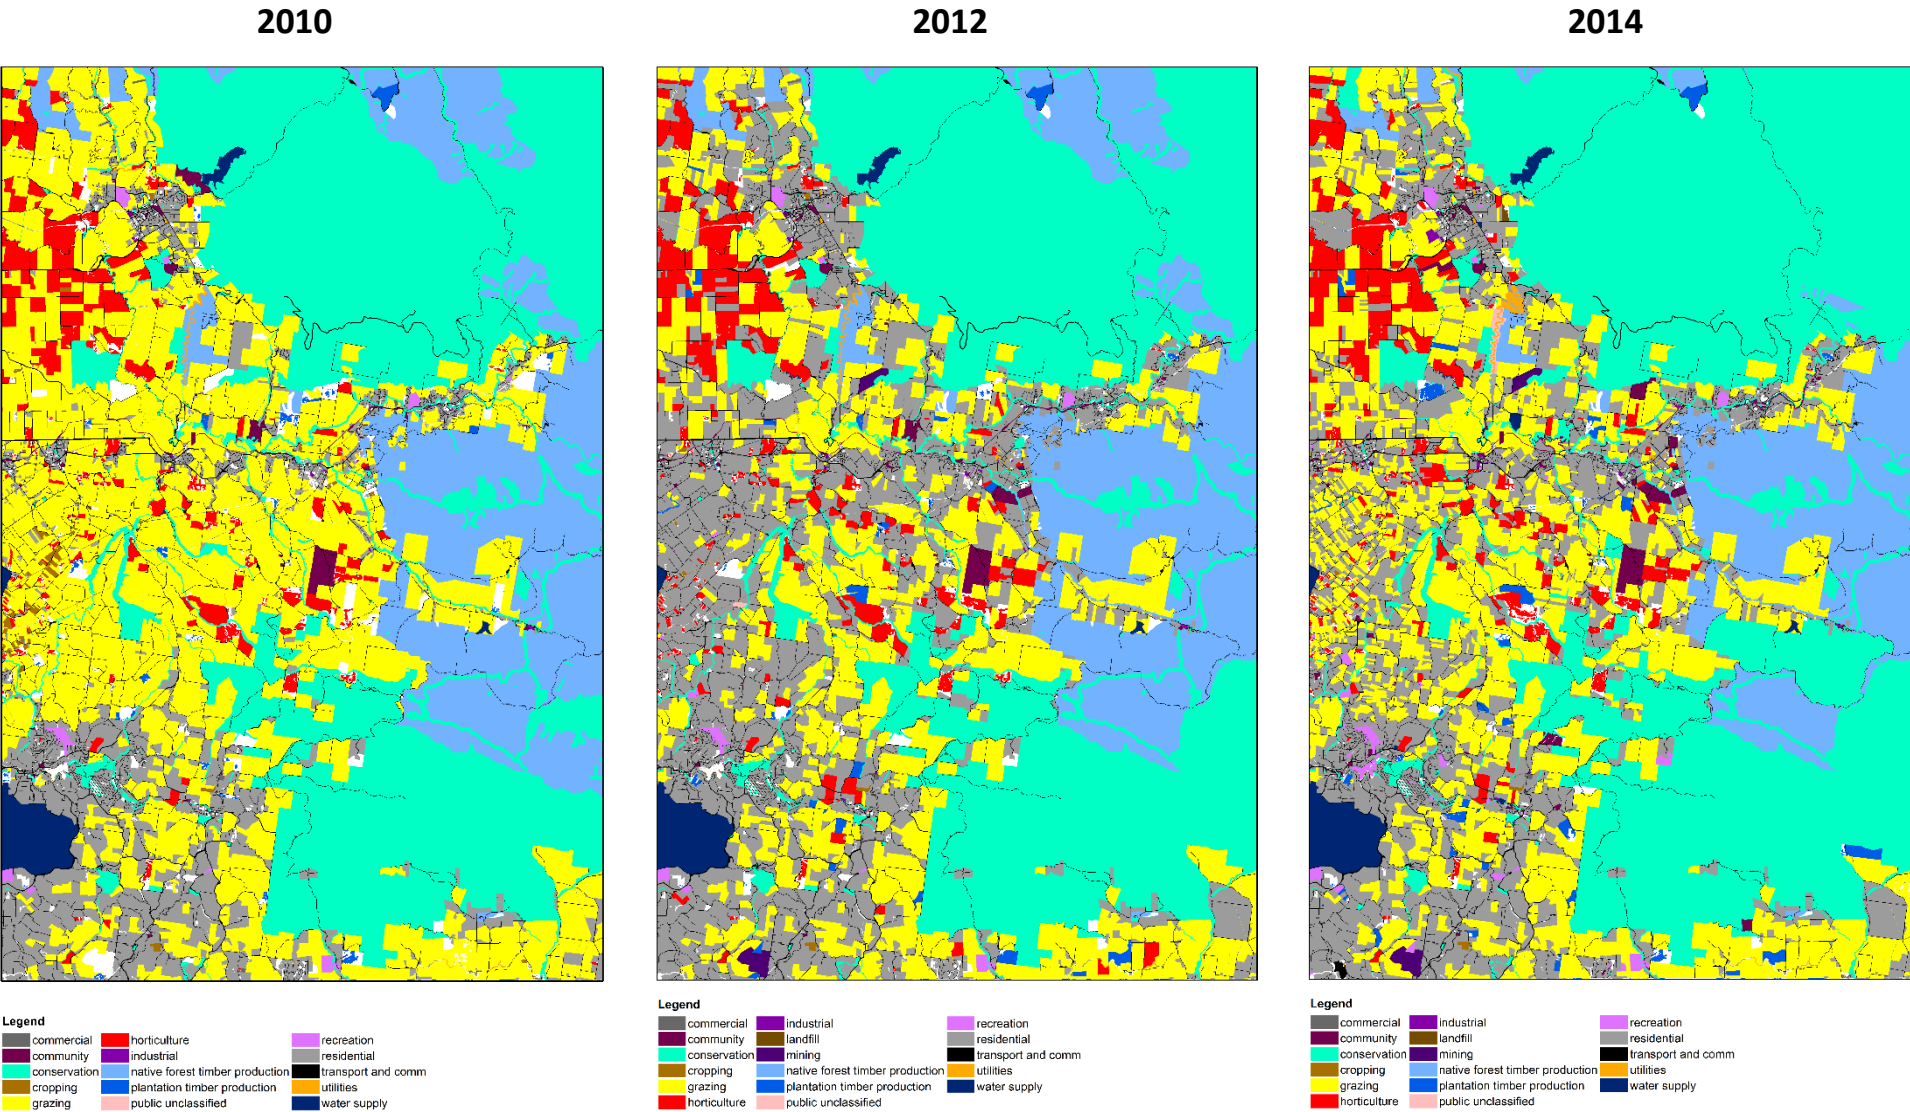 2010 2012 2014
Legend
commercial horticulture recreation
community industrial residential
conservation native forest timber production transport and comm
cropping plantation timber production utilities
grazing public unclassified water supply
Legend
commercial industrial recreation
community landfill residential
conservation mining transport and comm
cropping native forest timber production utilities
grazing plantation timber production water supply
horticulture public unclassified
Legend
commercial industrial recreation
community landfill residential
conservation mining transport and comm
cropping native forest timber production utilities
grazing plantation timber production water supply
horticulture public unclassified